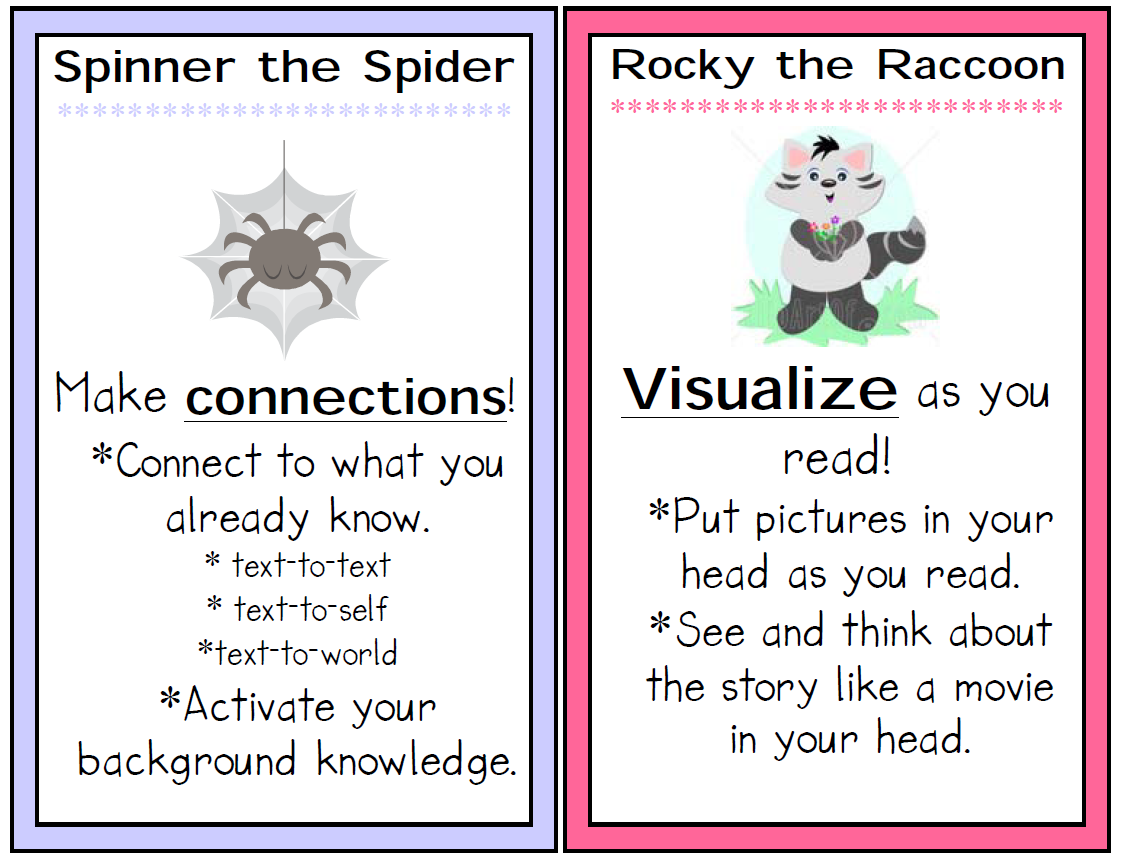 Spinner the Spider
**************************
Make connections!
*Connect to what you
already know.
* text-to-text
* text-to-self
*text-to-world
*Activate your
background knowledge.
Rocky the Raccoon
**************************
Visualize as you
read!
*Put pictures in your
head as you read.
*See and think about
the story like a movie
in your head.